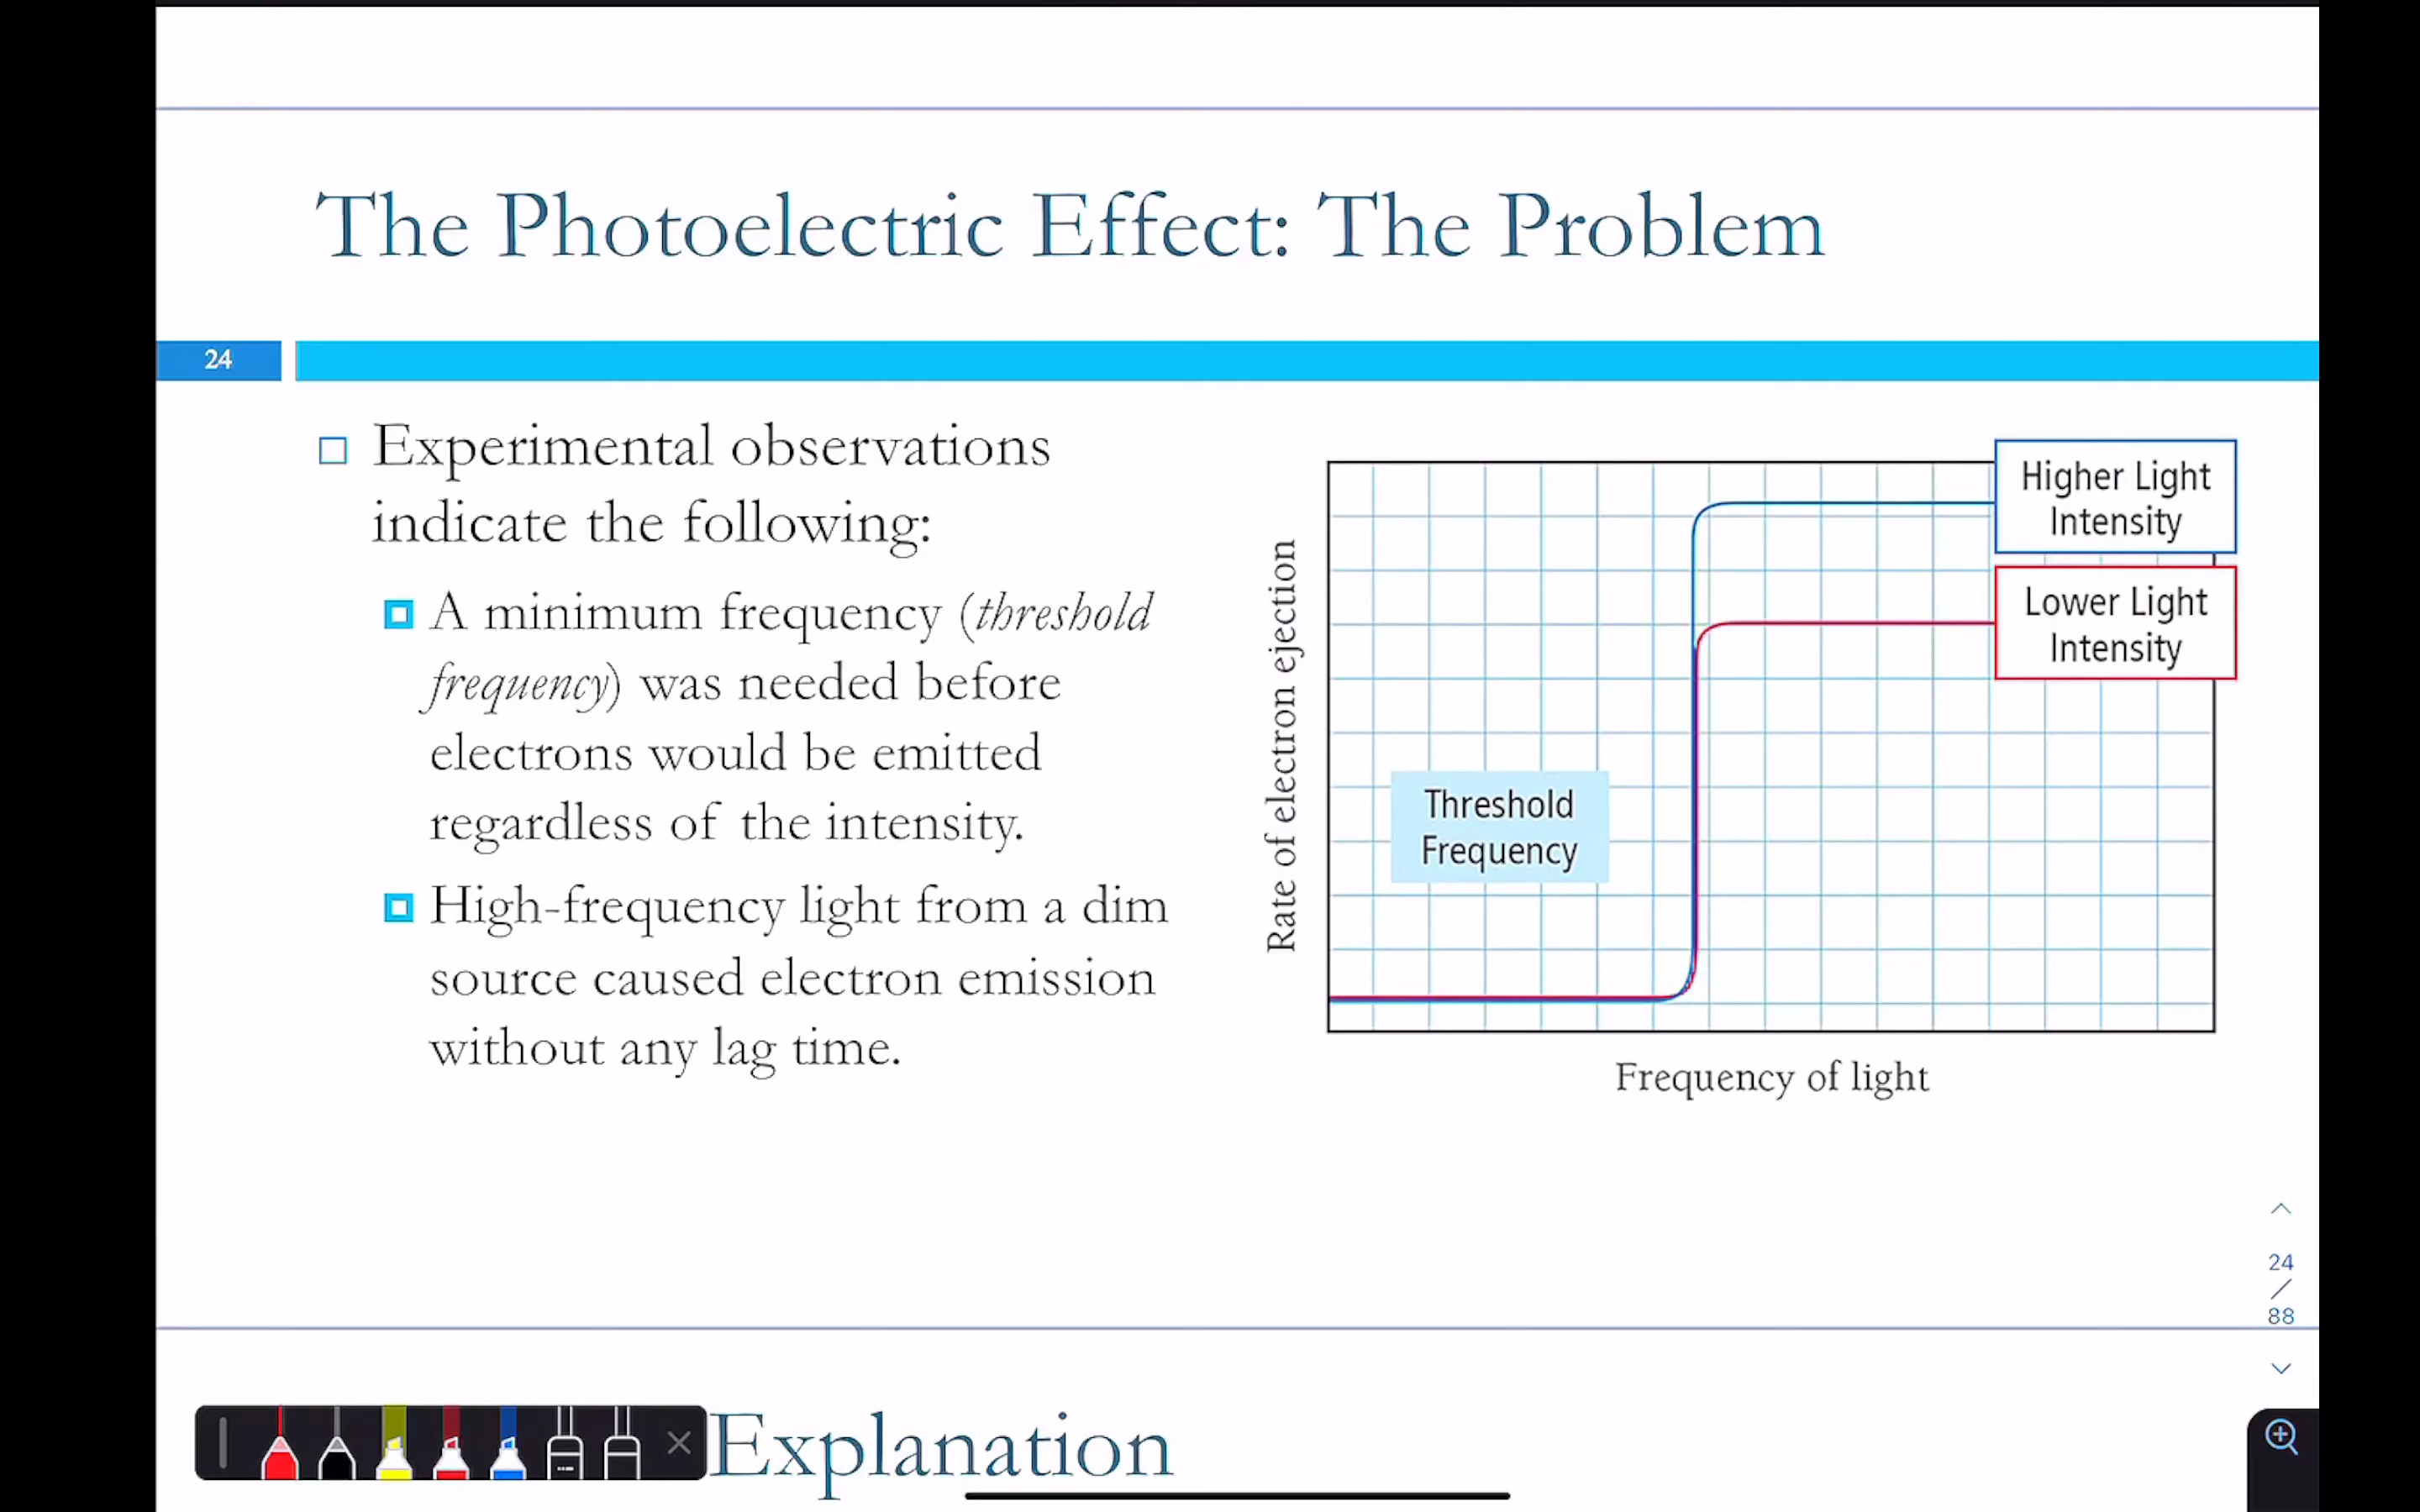 The Photoelectric Effect: The Problem
24
Experimental observations
indicate the following:
A minimum frequency (threshold
frequency) was needed before
electrons would be emitted
regardless of the intensity.
High-frequency light from a dim
source caused electron emission
without any lag time.
Rate of electron ejection
Higher Light
Intensity
Lower Light
Intensity
Threshold
Frequency
Frequency of light
24
/
88
Explanation